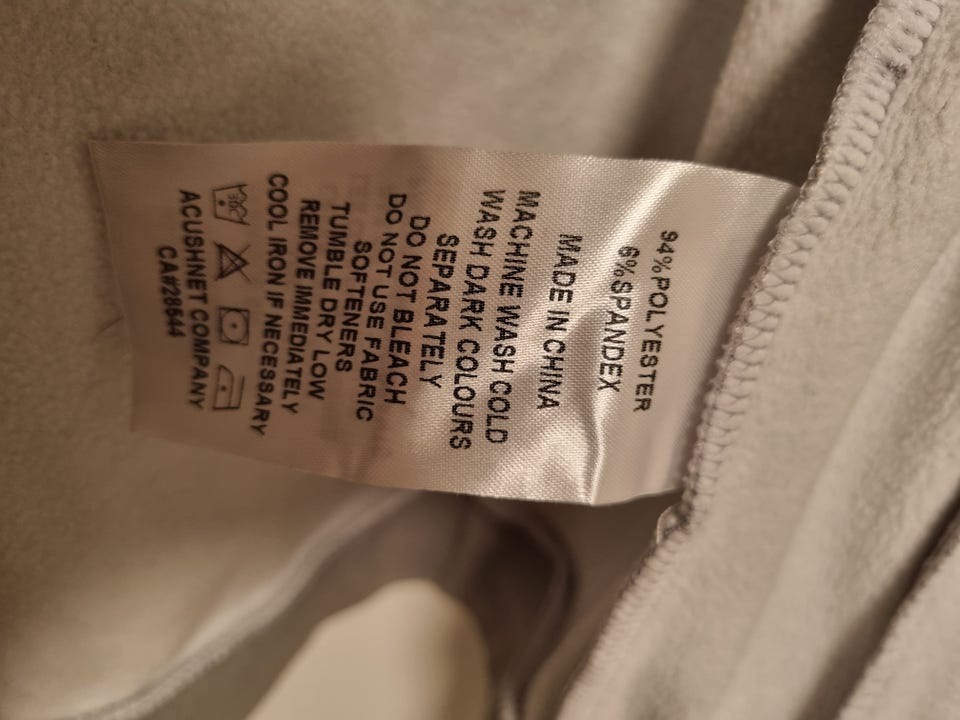 94%POLYESTER
6%SPANDEX
MADE IN CHINA
MACHINE WASH COLD
WASH DARK COLOURS
SEPARATELY
DO NOT BLEACH
DO NOT USE FABRIC
SOFTENERS
TUMBLE DRY LOW
REMOVE IMMEDIATELY
COOL IRON IF NECESSARY
30C
ACUSHNET COMPANY
CA#28544